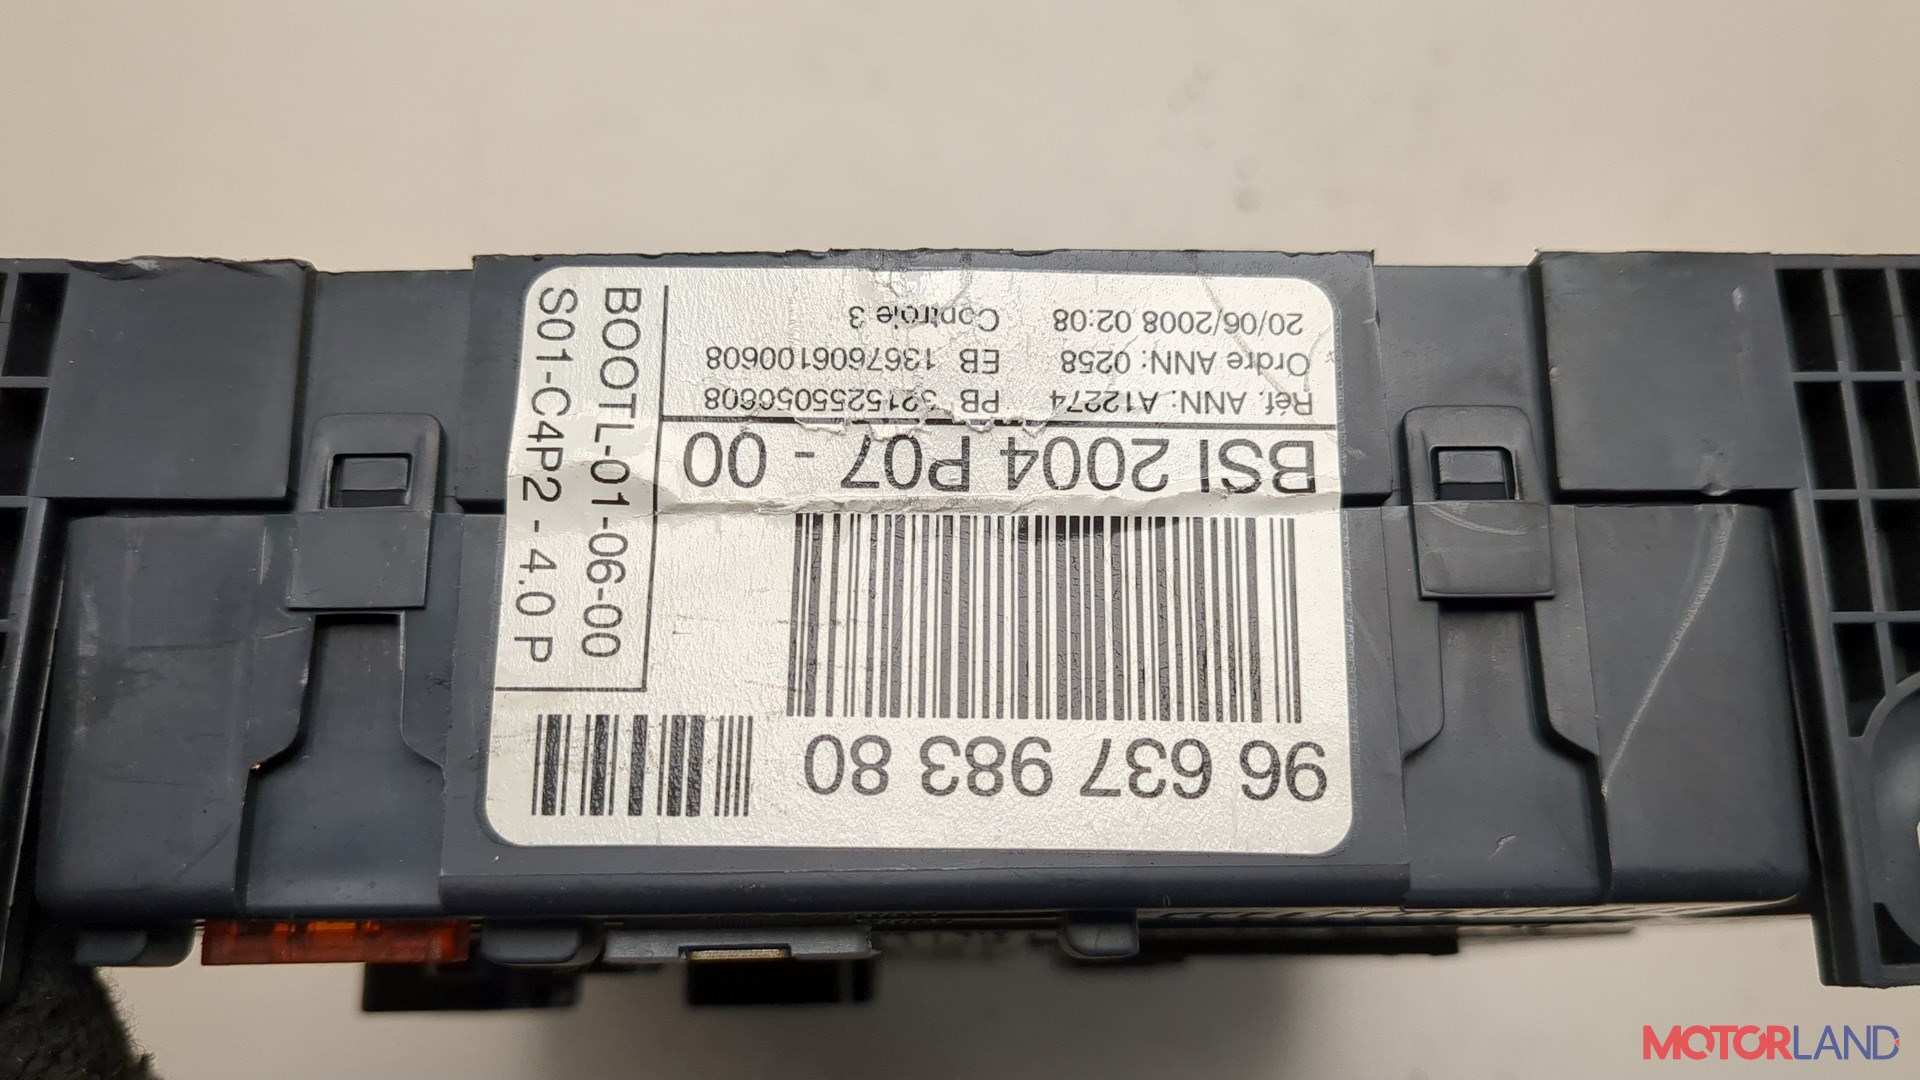 96 637 983 80
BSI 2004 P07 - 00
Réf. ANN: A12274 PB 3215255050608
Ordre ANN: 0258 EB 1367606100608
20/06/2008 02:08 Contrôle 3
BOOTL-01-06-00
S01-C4P2 - 4.0 P
MOTORLAND